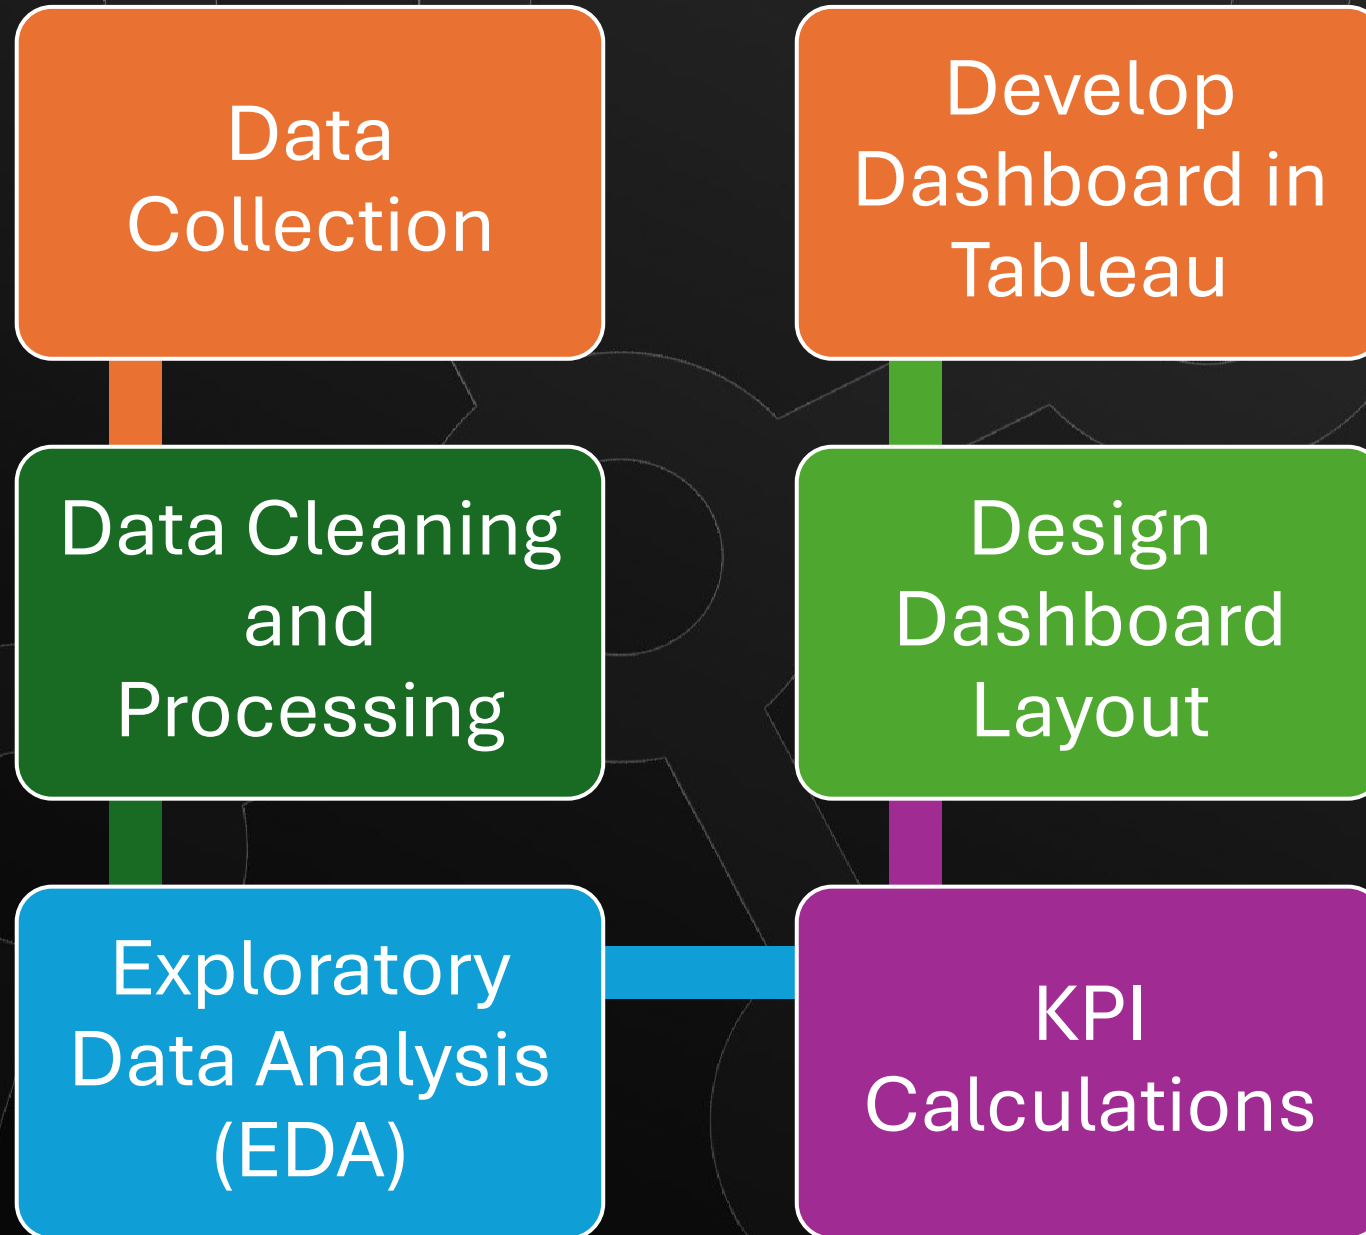 Data
Collection
Data Cleaning
and
Processing
Exploratory
Data Analysis
(EDA)
KPI
Calculations
Design
Dashboard
Layout
Develop
Dashboard in
Tableau